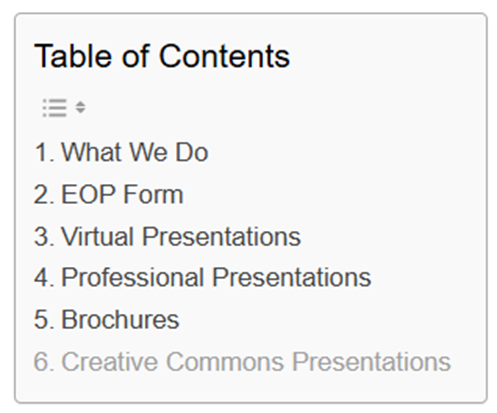 Table of Contents
1. What We Do
2. EOP Form
3. Virtual Presentations
4. Professional Presentations
5. Brochures
6. Creative Commons Presentations